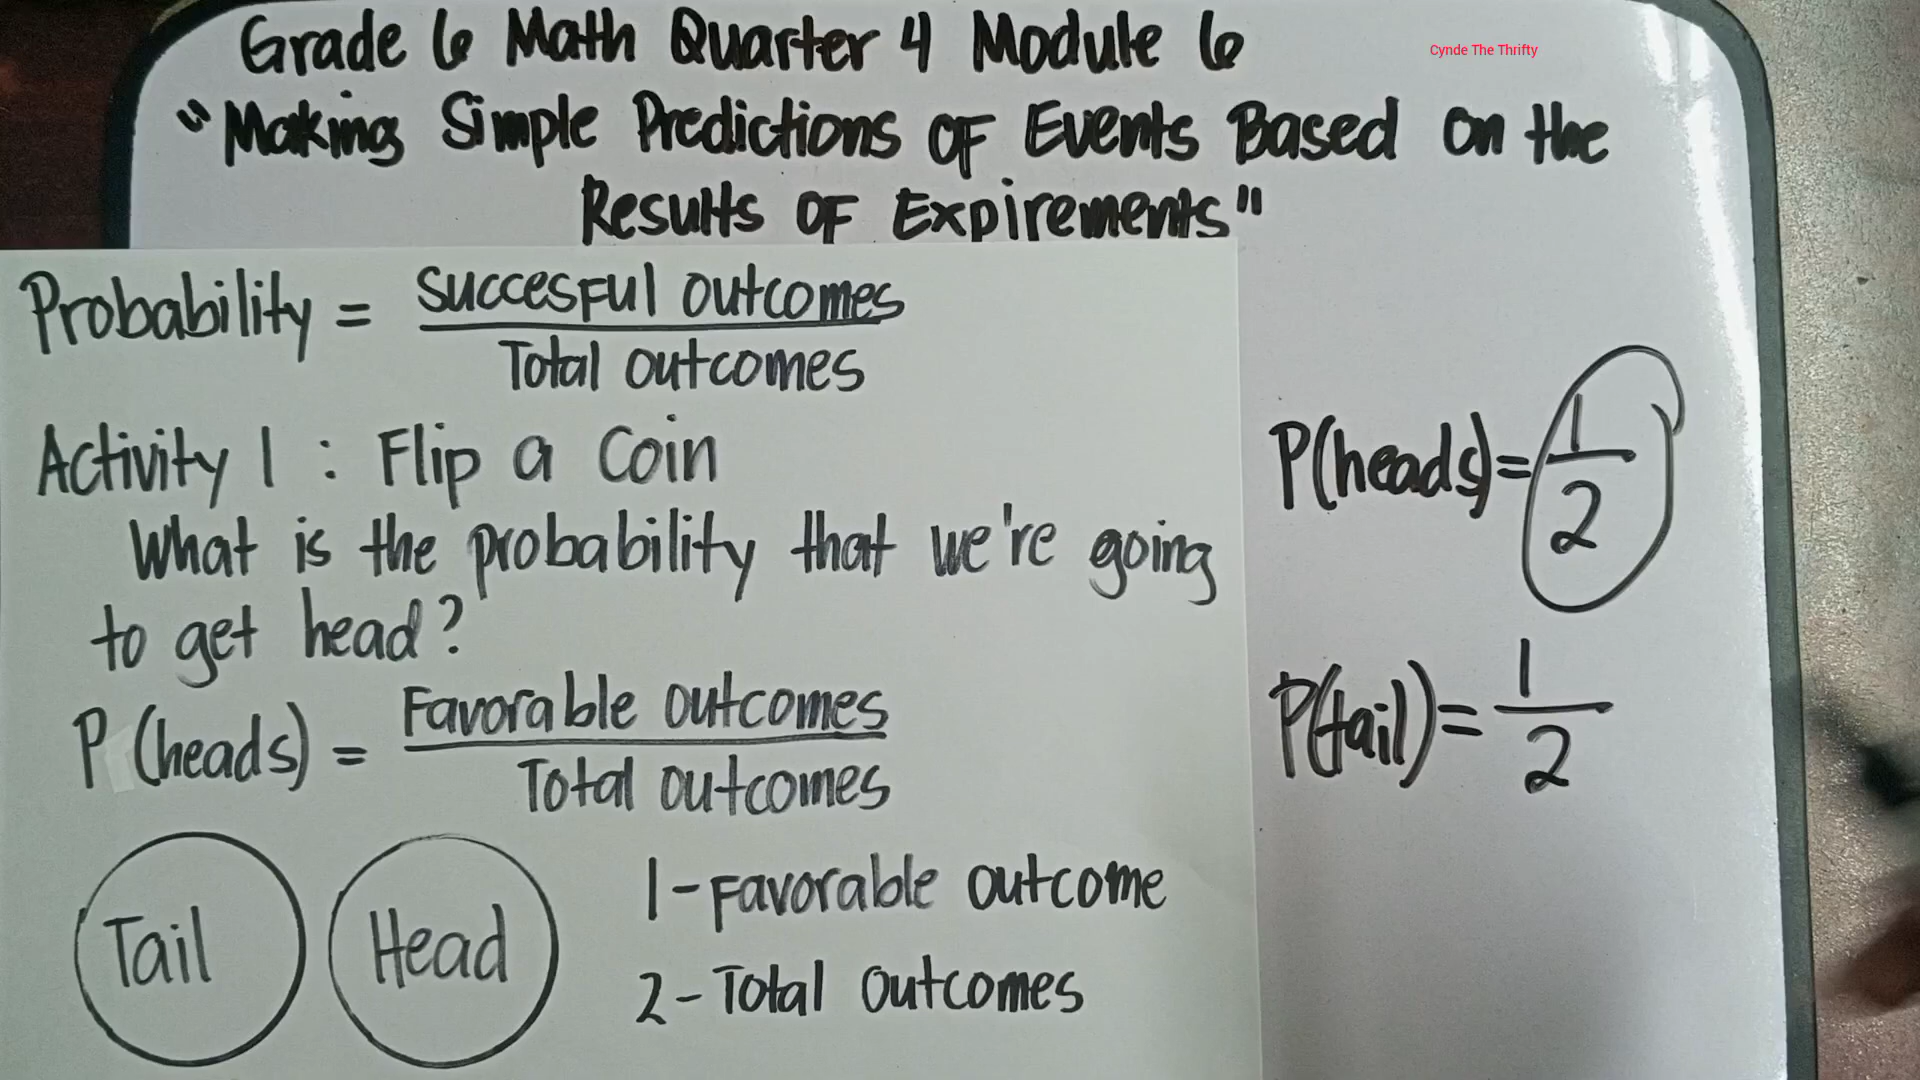 Grade 6 Math Quarter 4 Module 6
Cynde The Thrifty
"Making Simple Predictions OF Events Based on the
Results OF Expirements"
Probability = Succesful outcomes
Total outcomes
Activity 1 : Flip a Coin
What is the probability that we're going
to get head?
P (heads) = Favorable outcomes
Total outcomes
Tail
Head
1-Favorable outcome
2-Total outcomes
P(heads)= 1
2
P(tail)= 1
2